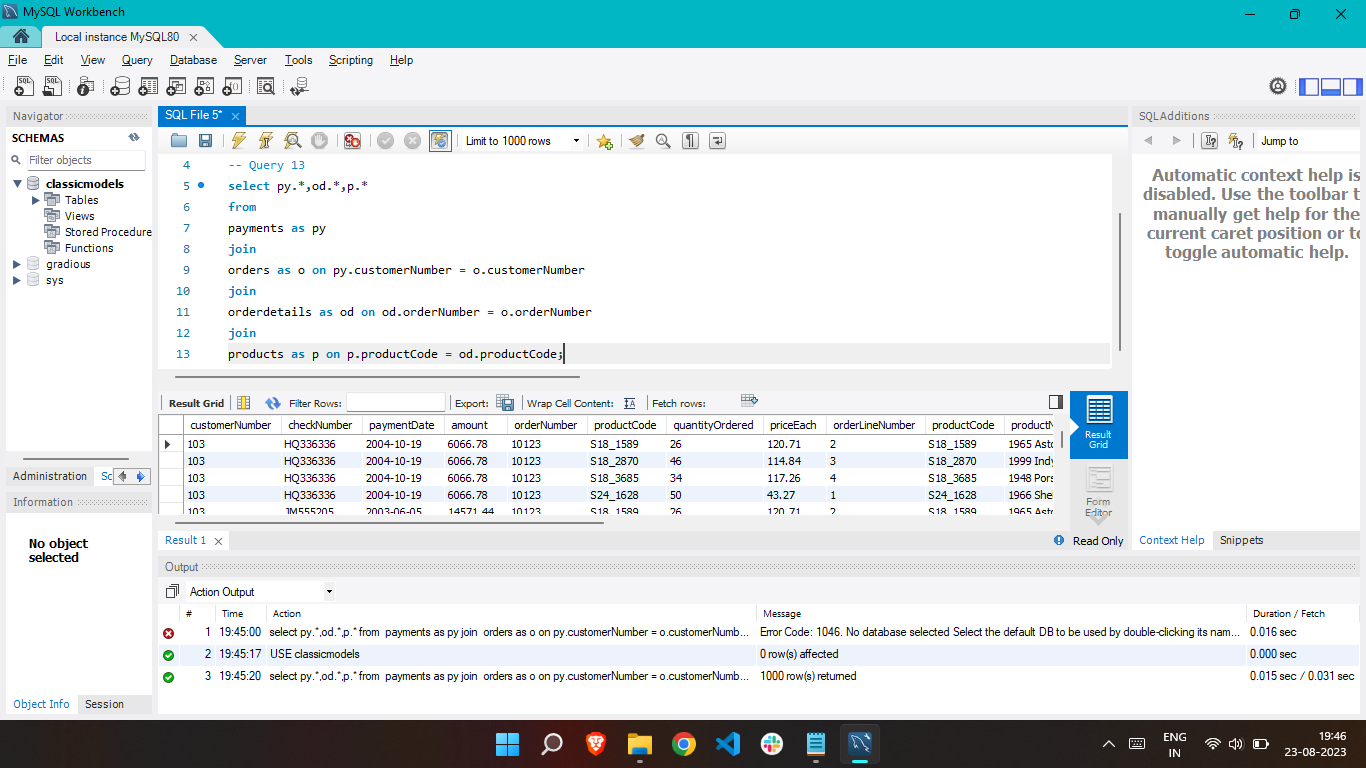 MySQL Workbench
Local instance MySQL80
File Edit View Query Database Server Tools Scripting Help
Navigator
SCHEMAS
Filter objects
classicmodels
Tables
Views
Stored Procedure
Functions
gradious
sys
Administration Sc
Information
No object
selected
Object Info Session
SQL File 5*
Limit to 1000 rows
4 -- Query 13
5 select py.*,od.*,p.*
6 from
7 payments as py
8 join
9 orders as o on py.customerNumber = o.customerNumber
10 join
11 orderdetails as od on od.orderNumber = o.orderNumber
12 join
13 products as p on p.productCode = od.productCode;
Result Grid Filter Rows: Export: Wrap Cell Content: Fetch rows:
customerNumber checkNumber paymentDate amount orderNumber productCode quantityOrdered priceEach orderLineNumber productCode productN
103 HQ336336 2004-10-19 6066.78 10123 S18_1589 26 120.71 2 S18_1589 1965 Asto
103 HQ336336 2004-10-19 6066.78 10123 S18_2870 46 114.84 3 S18_2870 1999 Indy
103 HQ336336 2004-10-19 6066.78 10123 S18_3685 34 117.26 4 S18_3685 1948 Pors
103 HQ336336 2004-10-19 6066.78 10123 S24_1628 50 43.27 1 S24_1628 1966 Shel
103 JM555205 2003-06-05 14571.44 10123 S18_1589 26 120.71 2 S18_1589 1965 Asto
Result
Grid
Form
Editor
Result 1 Read Only
SQLAdditions
Jump to
Automatic context help is
disabled. Use the toolbar t
manually get help for the
current caret position or to
toggle automatic help.
Context Help Snippets
Output
Action Output
# Time Action Message Duration / Fetch
1 19:45:00 select py.*,od.*,p.* from payments as py join orders as o on py.customerNumber = o.customerNumb... Error Code: 1046. No database selected Select the default DB to be used by double-clicking its nam... 0.016 sec
2 19:45:17 USE classicmodels 0 row(s) affected 0.000 sec
3 19:45:20 select py.*,od.*,p.* from payments as py join orders as o on py.customerNumber = o.customerNumb... 1000 row(s) returned 0.015 sec / 0.031 sec
ENG
IN
19:46
23-08-2023